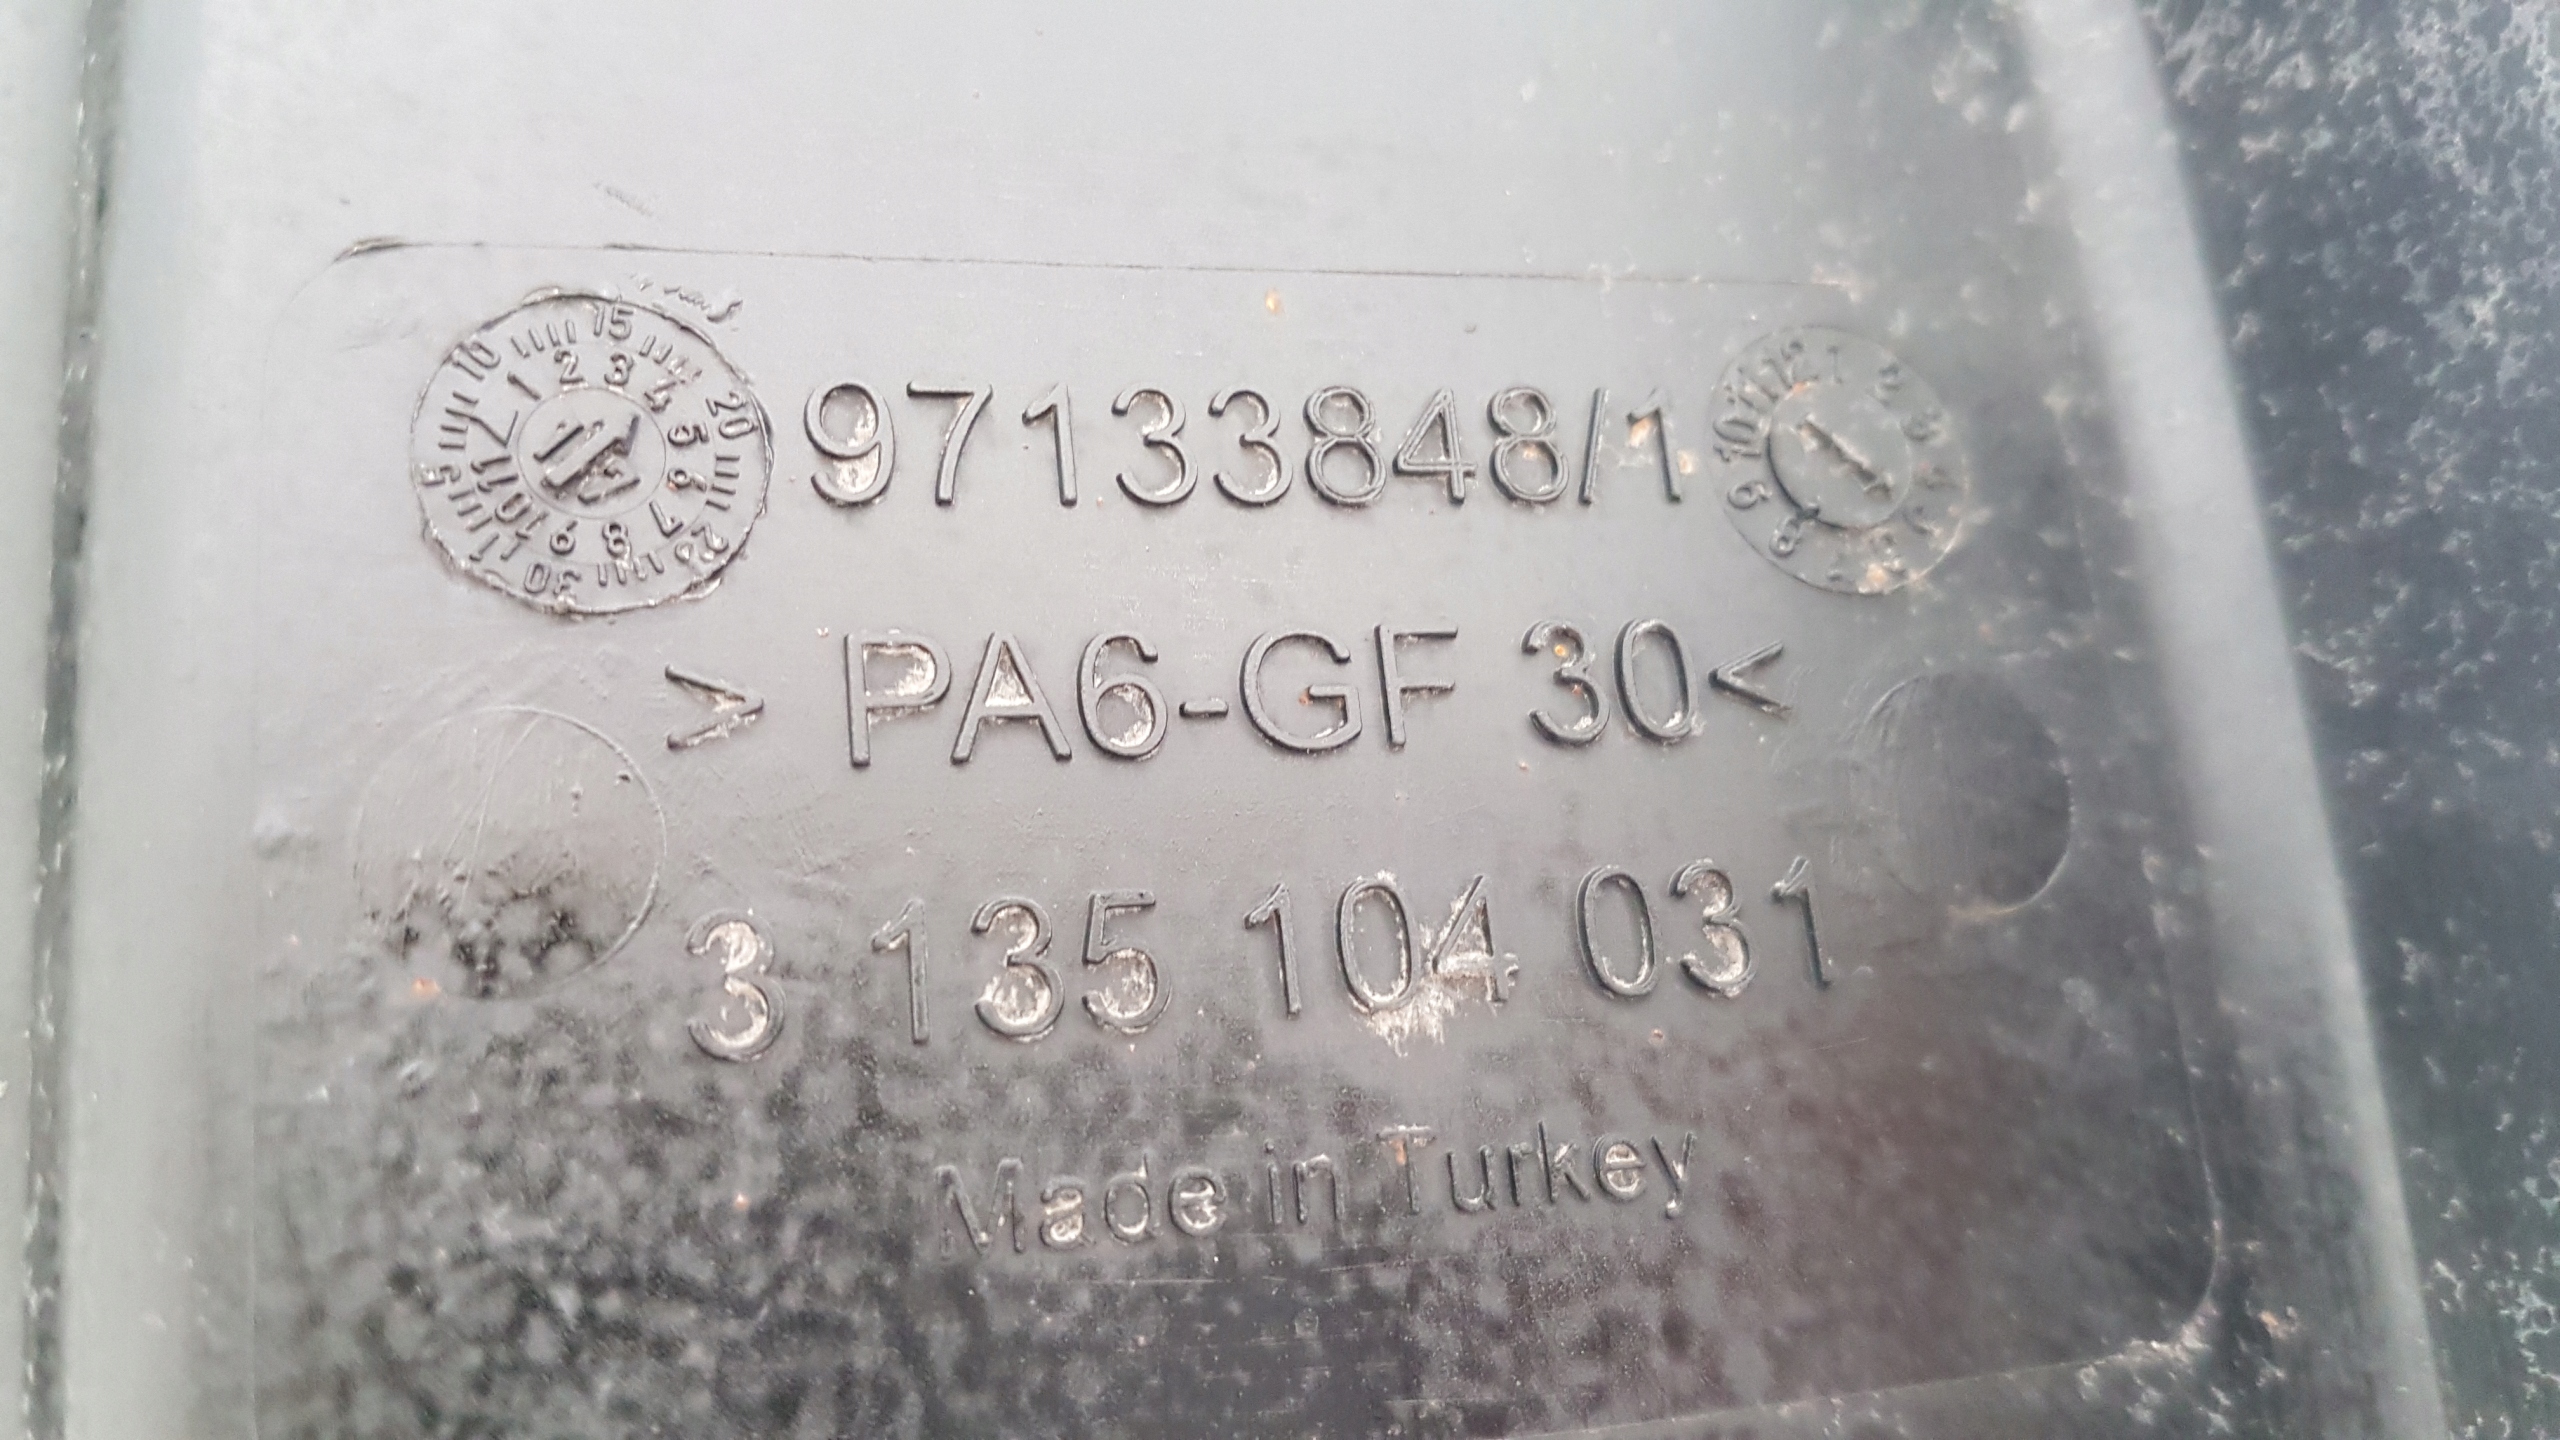 97133848/1
> PA6-GF 30<
3 135 104 031
Made in Turkey